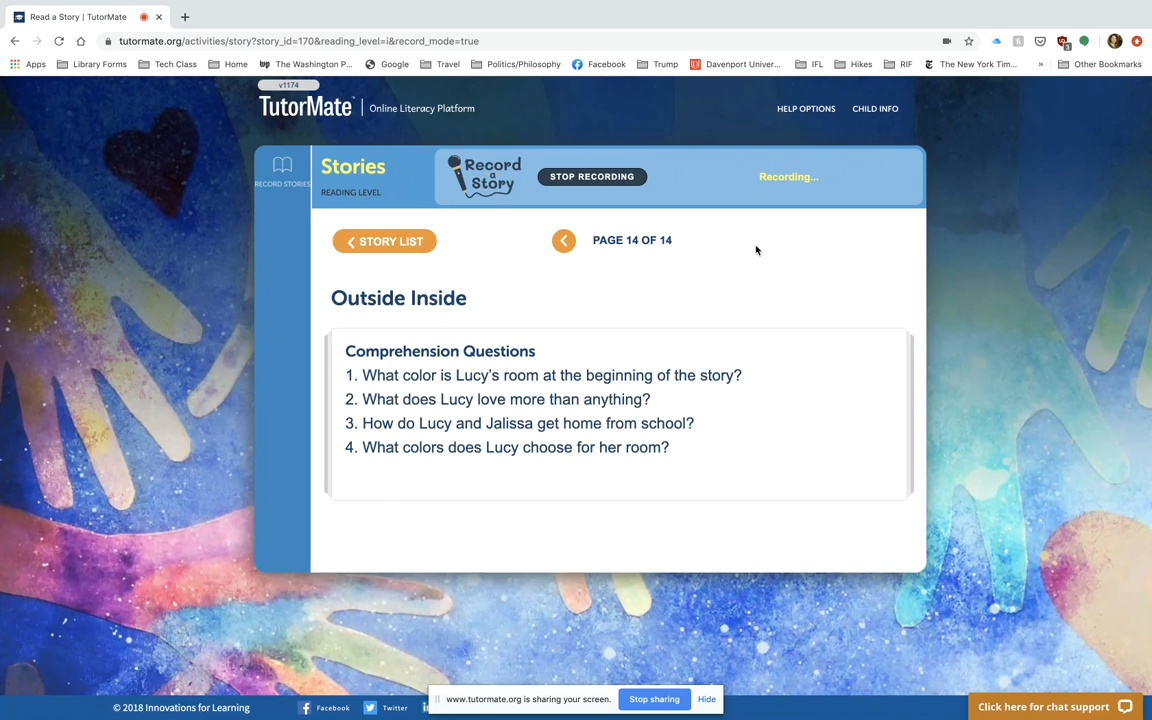 Read a Story | TutorMate
tutormate.org/activities/story?story_id=170&reading_level=i&record_mode=true
Apps Library Forms Tech Class Home The Washington P... Google Travel Politics/Philosophy Facebook Trump Davenport Univer... IFL Hikes RIF The New York Tim... » Other Bookmarks
v1174
TutorMate | Online Literacy Platform
HELP OPTIONS CHILD INFO
RECORD STORIES
Stories
READING LEVEL
Record
a
Story
STOP RECORDING
Recording...
STORY LIST
PAGE 14 OF 14
Outside Inside
Comprehension Questions
1. What color is Lucy’s room at the beginning of the story?
2. What does Lucy love more than anything?
3. How do Lucy and Jalissa get home from school?
4. What colors does Lucy choose for her room?
www.tutormate.org is sharing your screen. Stop sharing Hide
© 2018 Innovations for Learning Facebook Twitter
Click here for chat support